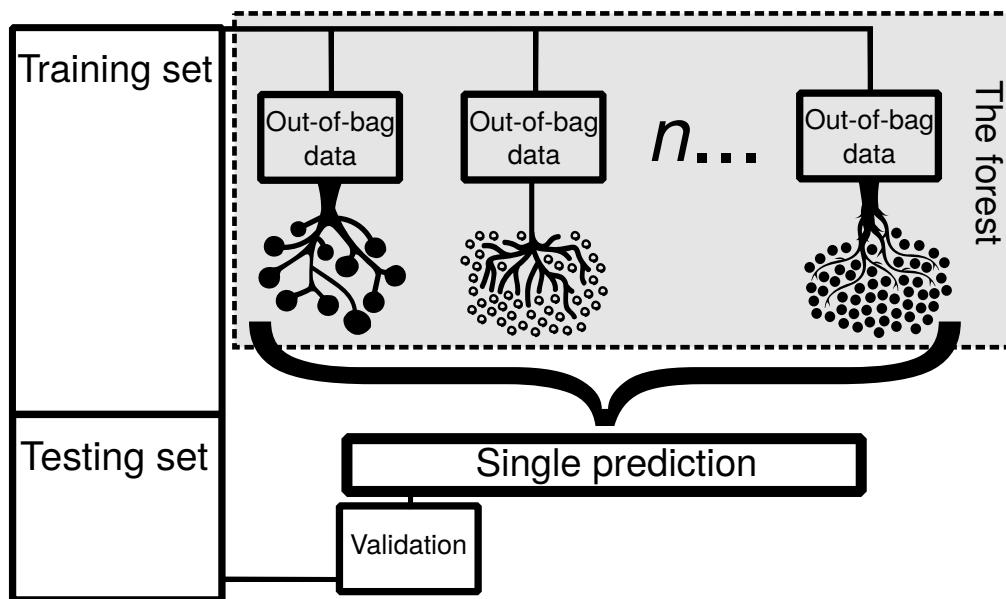 Training set
Out-of-bag
data
Out-of-bag
data
n...
Out-of-bag
data
The forest
Testing set
Single prediction
Validation